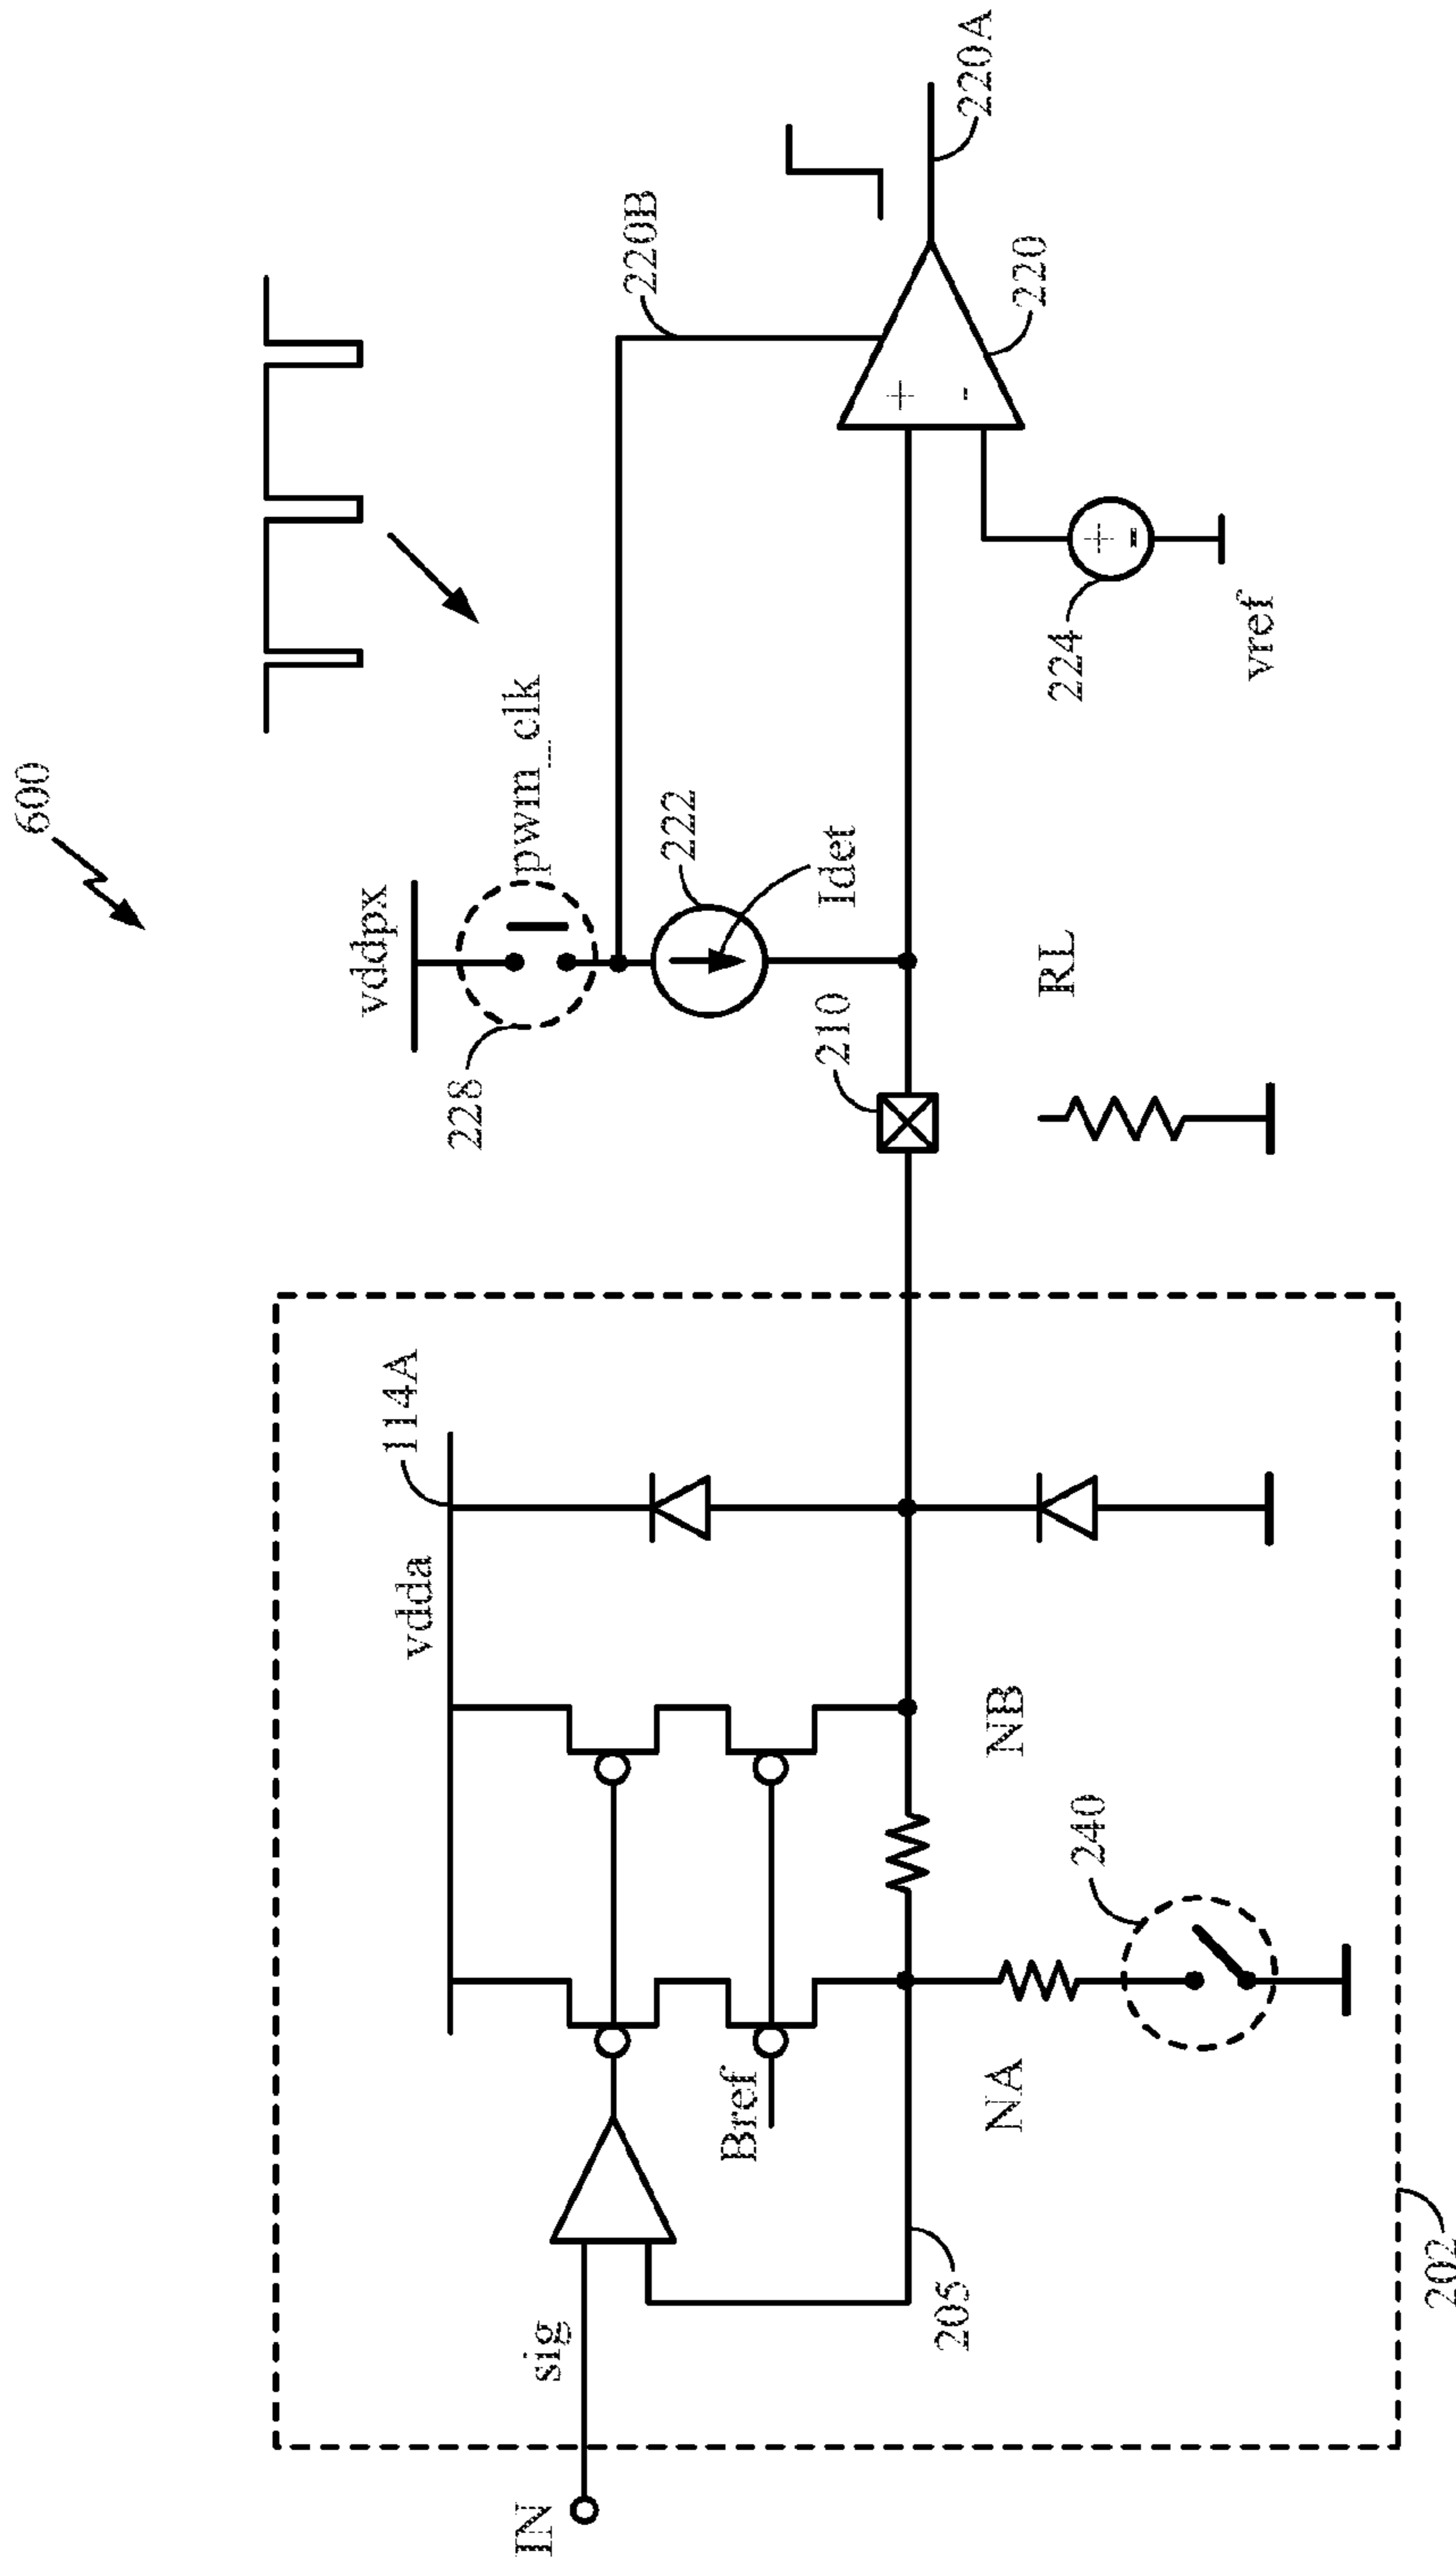 600
vddpx
pwm_clk
228
220B
222
Idet
210
RL
+
-
220
220A
+
-
224
vref
114A
vdda
IN
sig
Bref
205
NA
NB
240
202